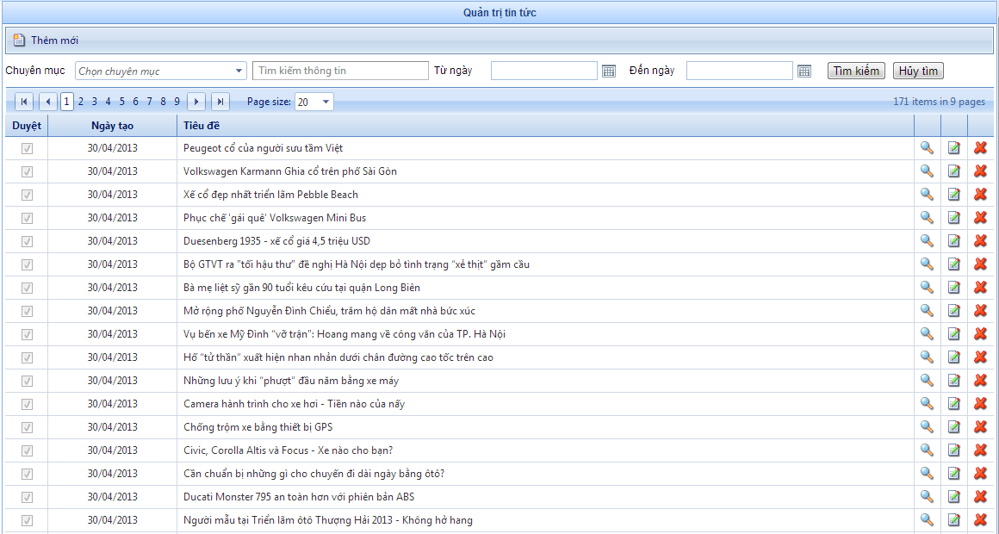 Quản trị tin tức
Thêm mới
Chuyên mục Chọn chuyên mục Tìm kiếm thông tin Từ ngày Đến ngày Tìm kiếm Hủy tìm
1 2 3 4 5 6 7 8 9 Page size: 20 171 items in 9 pages
Duyệt Ngày tạo Tiêu đề
30/04/2013 Peugeot cổ của người sưu tầm Việt
30/04/2013 Volkswagen Karmann Ghia cổ trên phố Sài Gòn
30/04/2013 Xế cổ đẹp nhất triển lãm Pebble Beach
30/04/2013 Phục chế 'gái quê' Volkswagen Mini Bus
30/04/2013 Duesenberg 1935 - xế cổ giá 4,5 triệu USD
30/04/2013 Bộ GTVT ra "tối hậu thư" đề nghị Hà Nội dẹp bỏ tình trạng “xẻ thịt” gầm cầu
30/04/2013 Bà mẹ liệt sỹ gần 90 tuổi kêu cứu tại quận Long Biên
30/04/2013 Mở rộng phố Nguyễn Đình Chiểu, trăm hộ dân mất nhà bức xúc
30/04/2013 Vụ bến xe Mỹ Đình “vỡ trận”: Hoang mang về công văn của TP. Hà Nội
30/04/2013 Hố “tử thần” xuất hiện nhan nhản dưới chân đường cao tốc trên cao
30/04/2013 Những lưu ý khi “phượt” đầu năm bằng xe máy
30/04/2013 Camera hành trình cho xe hơi - Tiền nào của nấy
30/04/2013 Chống trộm xe bằng thiết bị GPS
30/04/2013 Civic, Corolla Altis và Focus - Xe nào cho bạn?
30/04/2013 Cần chuẩn bị những gì cho chuyến đi dài ngày bằng ôtô?
30/04/2013 Ducati Monster 795 an toàn hơn với phiên bản ABS
30/04/2013 Người mẫu tại Triển lãm ôtô Thượng Hải 2013 - Không hở hang